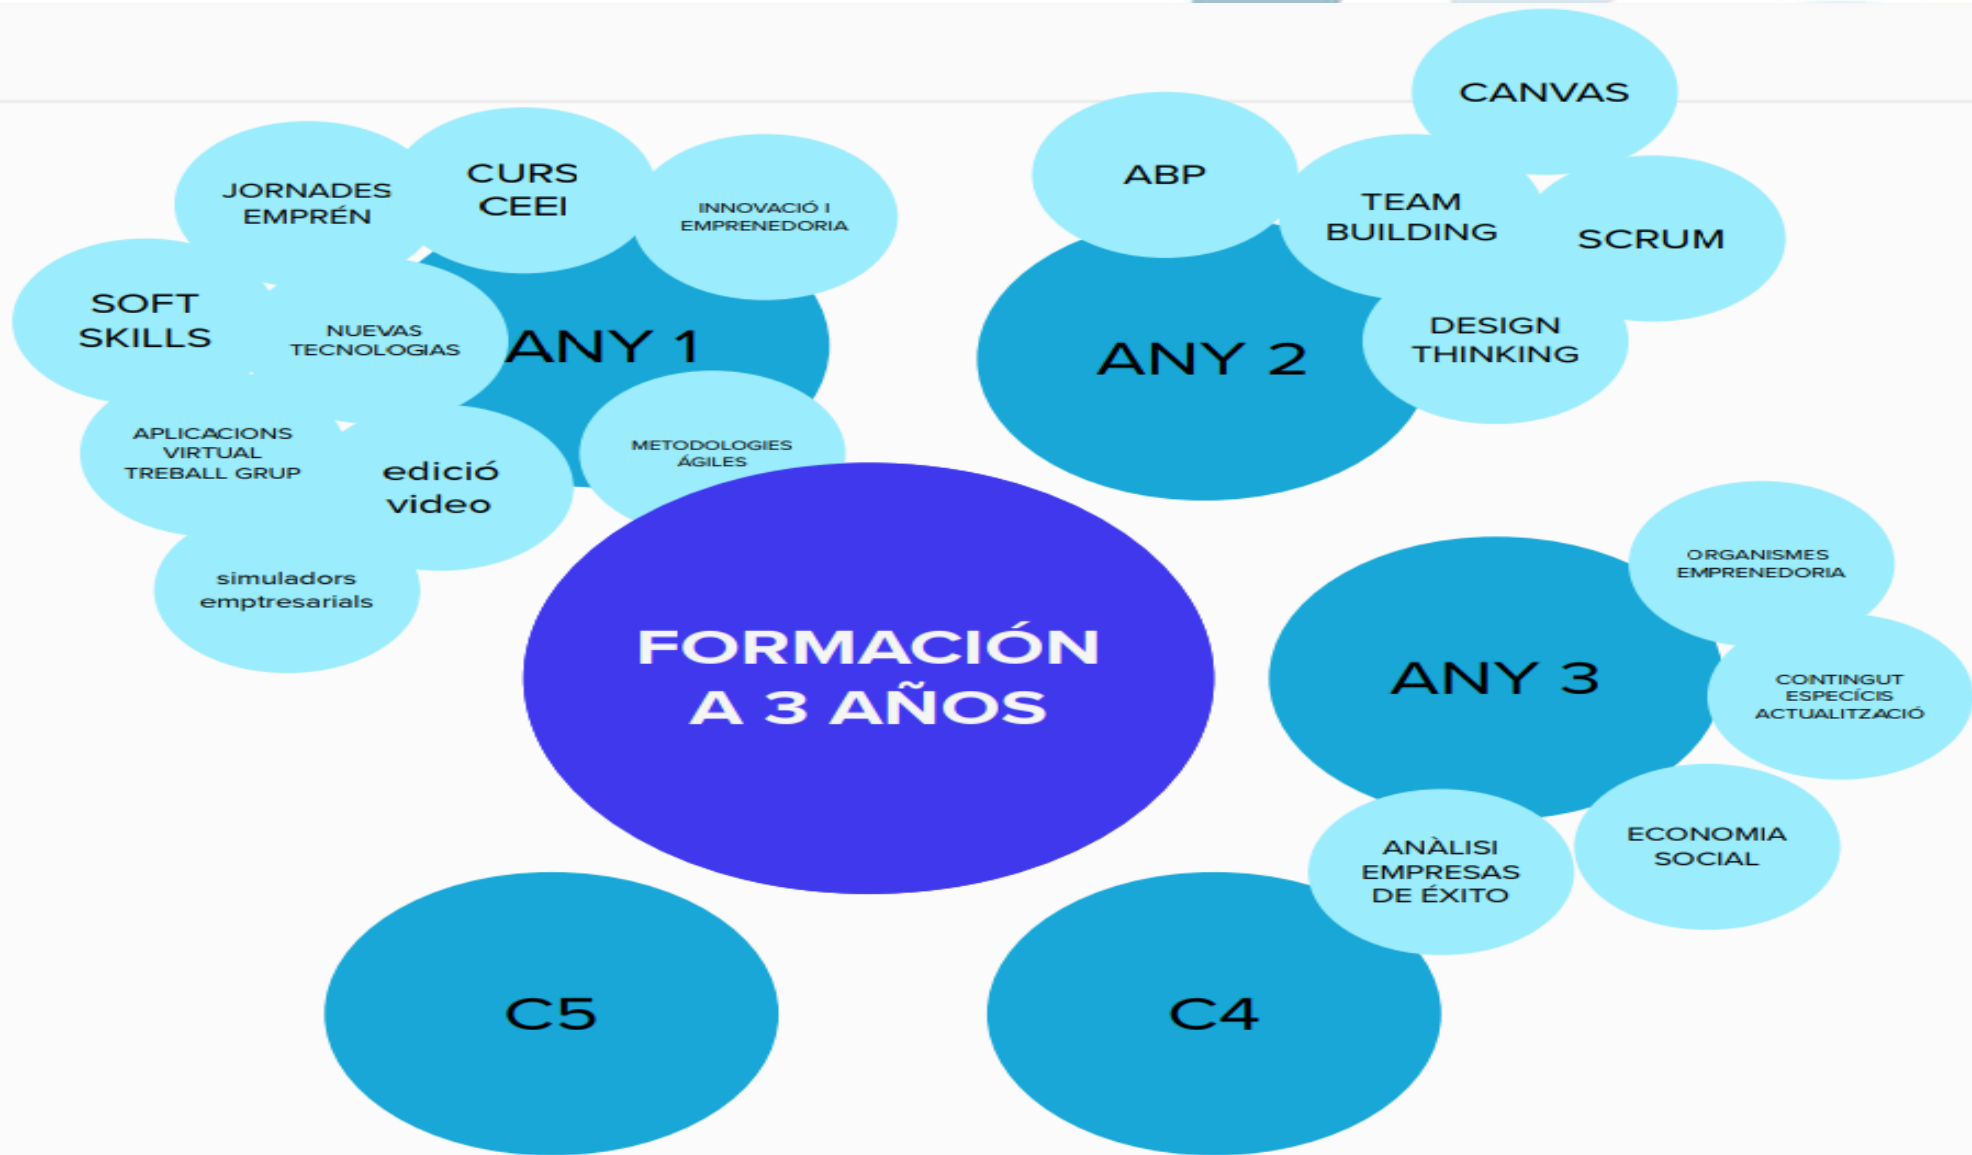 JORNADES
EMPRÉN
CURS
CEEI
INNOVACIÓ I
EMPRENEDORIA
SOFT
SKILLS
NUEVAS
TECNOLOGIAS
ANY 1
APLICACIONS
VIRTUAL
TREBALL GRUP
edició
video
METODOLOGIES
ÁGILES
simuladors
emptresarials
CANVAS
ABP
TEAM
BUILDING
SCRUM
DESIGN
THINKING
ANY 2
FORMACIÓN
A 3 AÑOS
ORGANISMES
EMPRENEDORIA
ANY 3
CONTINGUT
ESPECÍCIS
ACTUALITZACIÓ
ECONOMIA
SOCIAL
ANÀLISI
EMPRESAS
DE ÉXITO
C5
C4